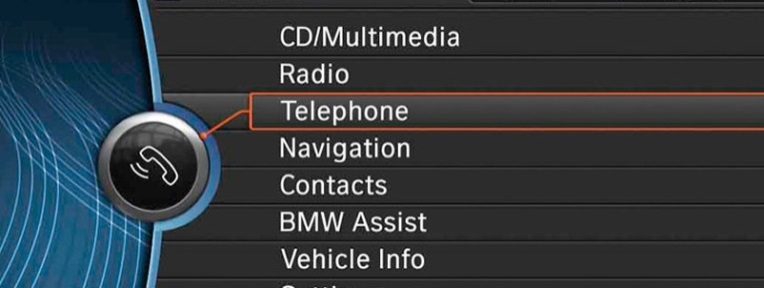 CD/Multimedia
Radio
Telephone
Navigation
Contacts
BMW Assist
Vehicle Info